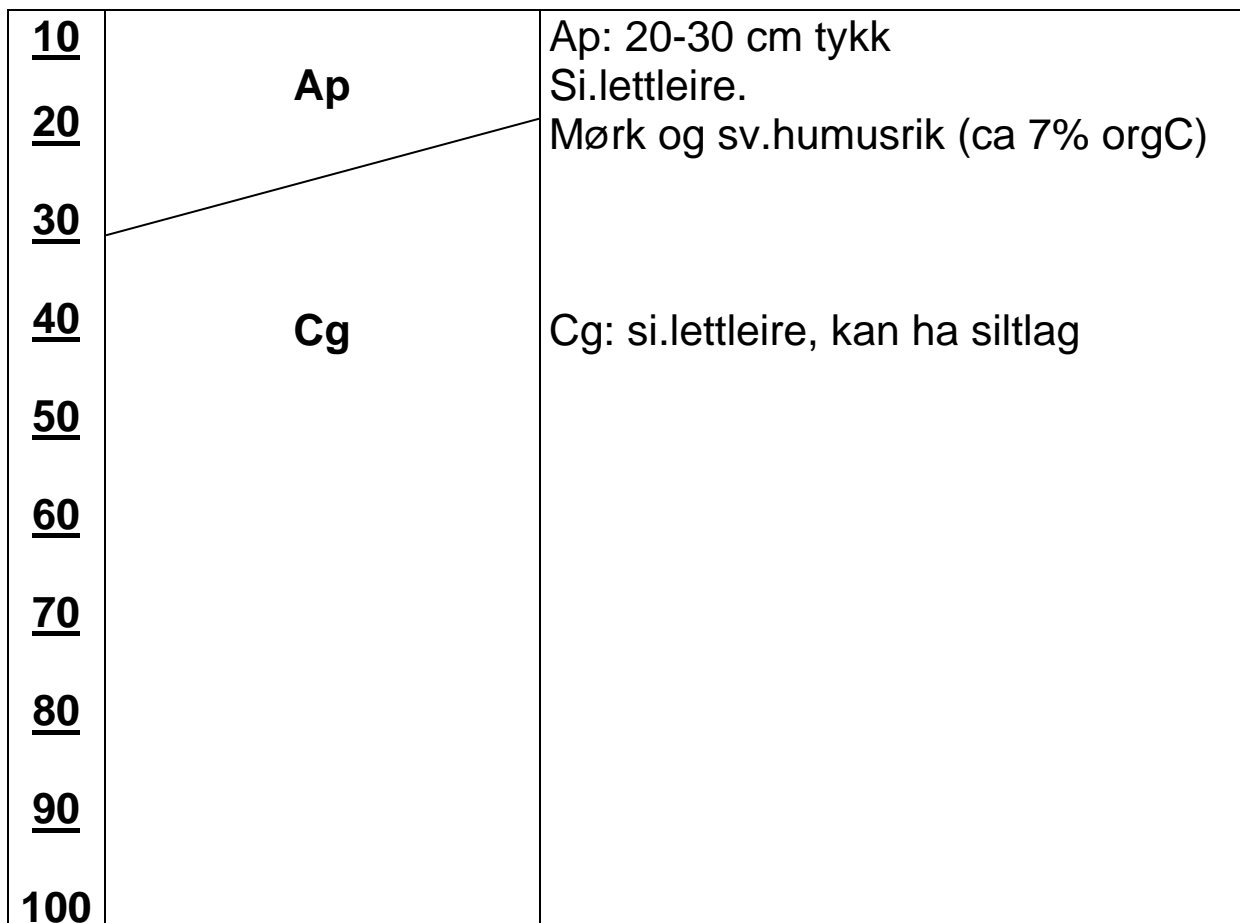 10
Ap
20
30
40
Cg
50
60
70
80
90
100
Ap: 20-30 cm tykk
Si.lettleire.
Mørk og sv.humusrik (ca 7% orgC)
Cg: si.lettleire, kan ha siltlag